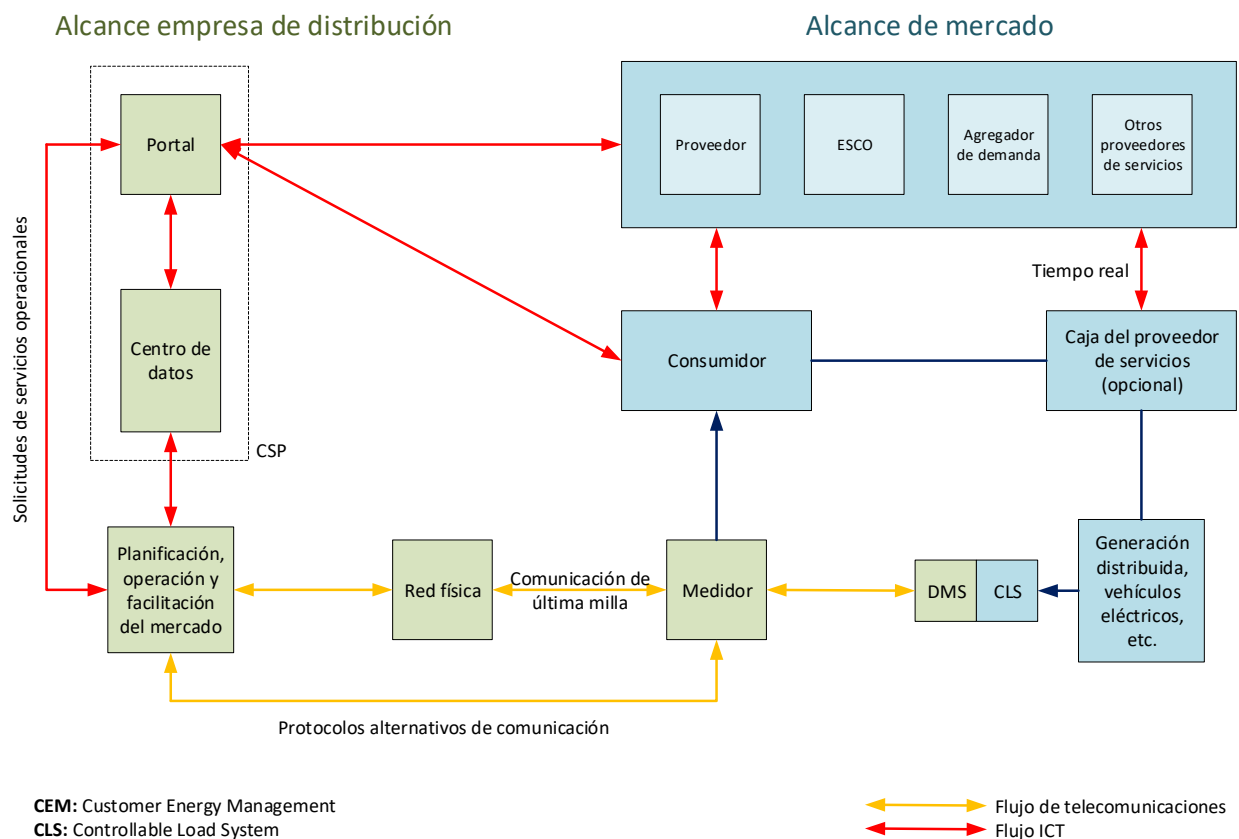 Alcance empresa de distribución
Alcance de mercado
Portal
Proveedor
ESCO
Agregador
de demanda
Otros
proveedores
de servicios
Solicitudes de servicios operacionales
Tiempo real
Centro de
datos
Consumidor
Caja del proveedor
de servicios
(opcional)
CSP
Planificación,
operación y
facilitación
del mercado
Red física
Comunicación de
última milla
Medidor
DMS
CLS
Generación
distribuida,
vehículos
eléctricos,
etc.
Protocolos alternativos de comunicación
CEM: Customer Energy Management
CLS: Controllable Load System
Flujo de telecomunicaciones
Flujo ICT